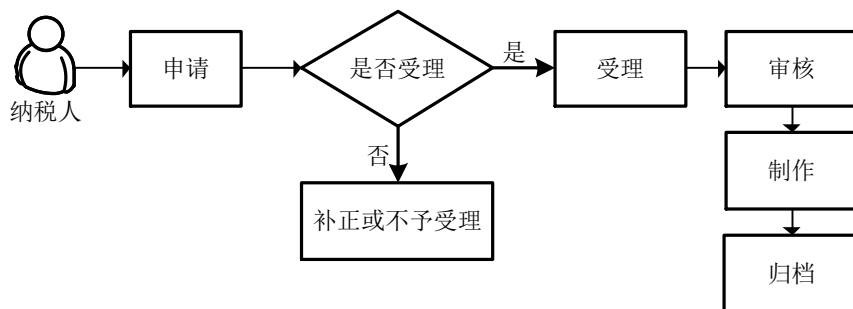 纳税人
申请
是否受理
是
受理
审核
否
补正或不予受理
制作
归档